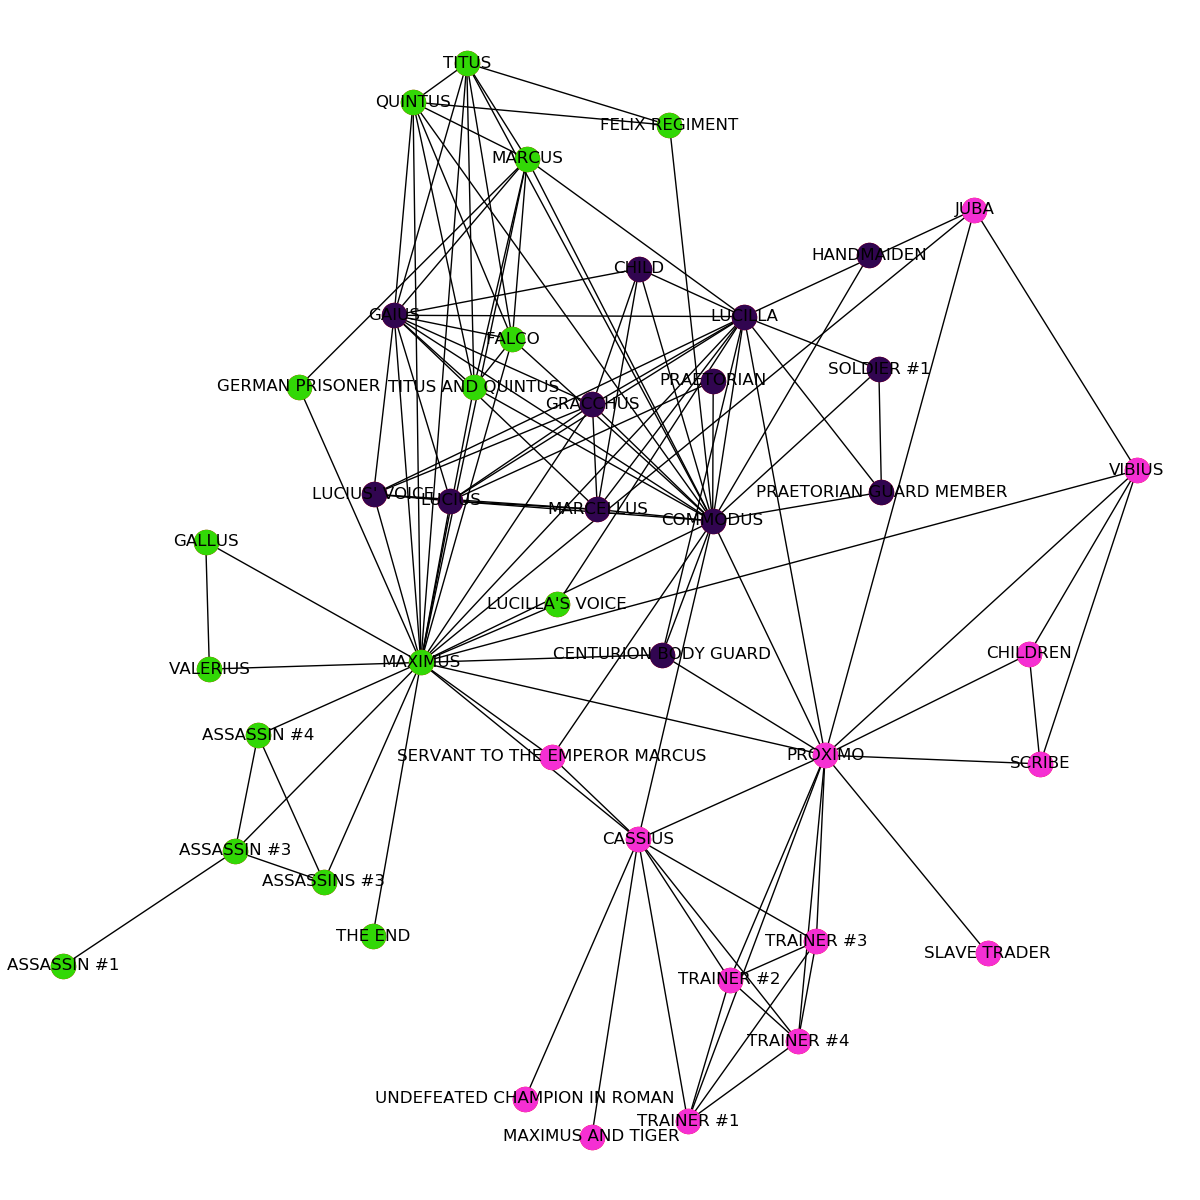 TITUS
QUINTUS
FELIX REGIMENT
MARCUS
JUBA
HANDMAIDEN
CHILD
GAIUS
LUCILLA
FALCO
SOLDIER #1
PRAETORIAN
GERMAN PRISONER
TITUS AND QUINTUS
GRACCHUS
VIBIUS
LUCIUS' VOICE
LUCIUS
PRAETORIAN GUARD MEMBER
MARCELLUS
COMMODUS
GALLUS
LUCILLA'S VOICE
CENTURION BODY GUARD
CHILDREN
MAXIMUS
VALERIUS
ASSASSIN #4
SERVANT TO THE EMPEROR MARCUS
PROXIMO
SCRIBE
CASSIUS
ASSASSIN #3
ASSASSINS #3
THE END
TRAINER #3
SLAVE TRADER
ASSASSIN #1
TRAINER #2
TRAINER #4
UNDEFEATED CHAMPION IN ROMAN
TRAINER #1
MAXIMUS AND TIGER